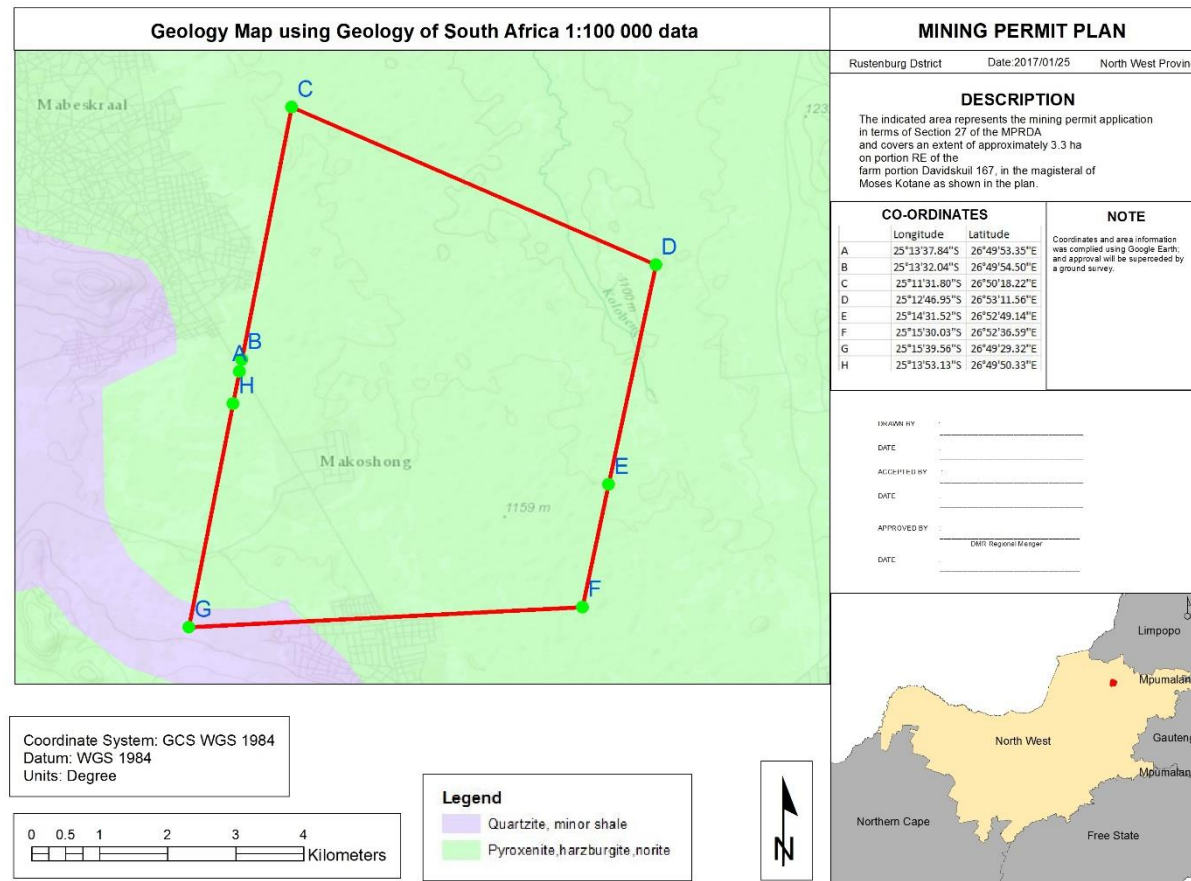 Geology Map using Geology of South Africa 1:100 000 data
Mabeskraal
C
D
B
A
H
E
F
G
1100m
Makoshong
1159 m
Coordinate System: GCS WGS 1984
Datum: WGS 1984
Units: Degree
0 0.5 1 2 3 4
Kilometers
Legend
Quartzite, minor shale
Pyroxenite,harzburgite,norite
N
MINING PERMIT PLAN
Rustenburg Dstrict Date:2017/01/25 North West Provin
DESCRIPTION
The indicated area represents the mining permit application
in terms of Section 27 of the MPRDA
and covers an extent of approximately 3.3 ha
on portion RE of the
farm portion Davidskuil 167, in the magisteral of
Moses Kotane as shown in the plan.
CO-ORDINATES
Longitude Latitude
A 25°13'37.84"S 26°49'53.35"E
B 25°13'32.04"S 26°49'54.50"E
C 25°11'31.80"S 26°50'18.22"E
D 25°12'46.95"S 26°53'11.56"E
E 25°14'31.52"S 26°52'49.14"E
F 25°15'30.03"S 26°52'36.59"E
G 25°15'39.56"S 26°49'29.32"E
H 25°13'53.13"S 26°49'50.33"E
NOTE
Coordinates and area information
was complied using Google Earth;
and approval will be superceded by
a ground survey.
DRAWN BY :
DATE
ACCEPTED BY :
DATE
APPROVED BY :
DMR Regional Manger
DATE
Limpopo
Mpumalan
North West
Gauteng
Mpumalan
Northern Cape
Free State